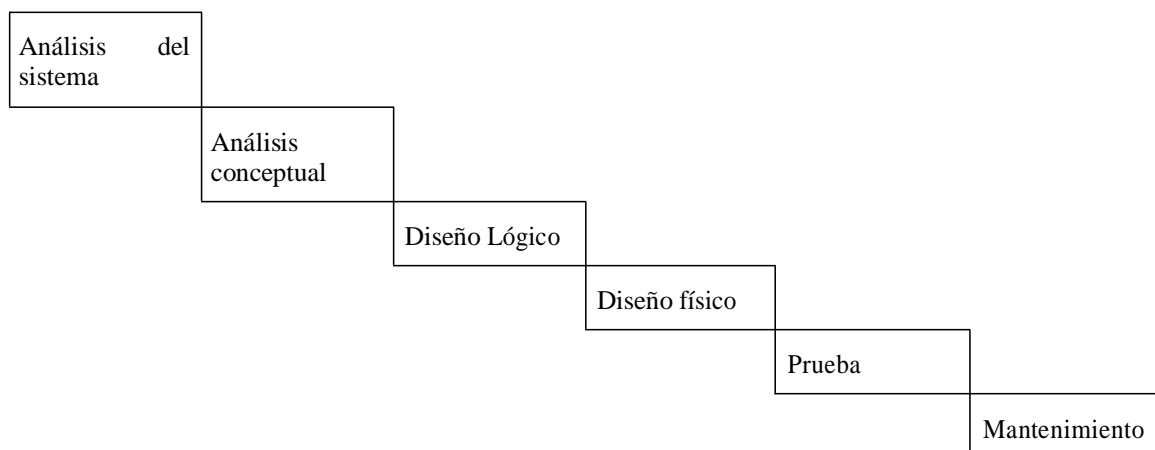 Análisis del
sistema
Análisis
conceptual
Diseño Lógico
Diseño físico
Prueba
Mantenimiento